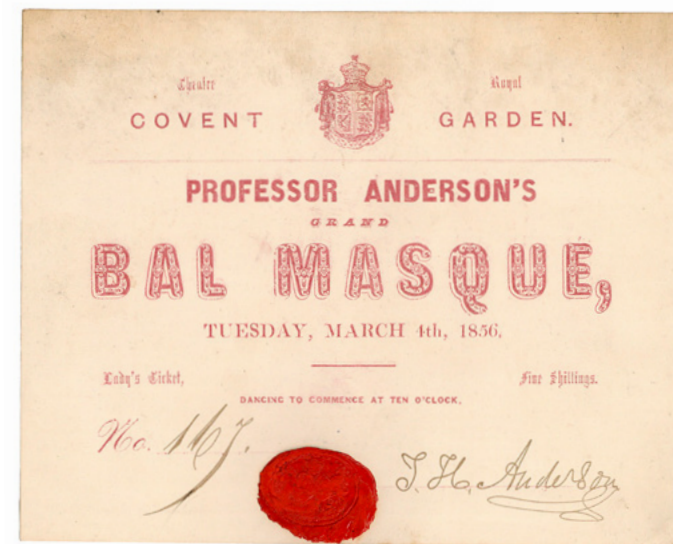 Theatre Royal
COVENT GARDEN.
PROFESSOR ANDERSON'S
GRAND
BAL MASQUE,
TUESDAY, MARCH 4th, 1856.
Lady's Ticket, Five Shillings.
DANCING TO COMMENCE AT TEN O'CLOCK.
No. 167.
J. H. Anderson